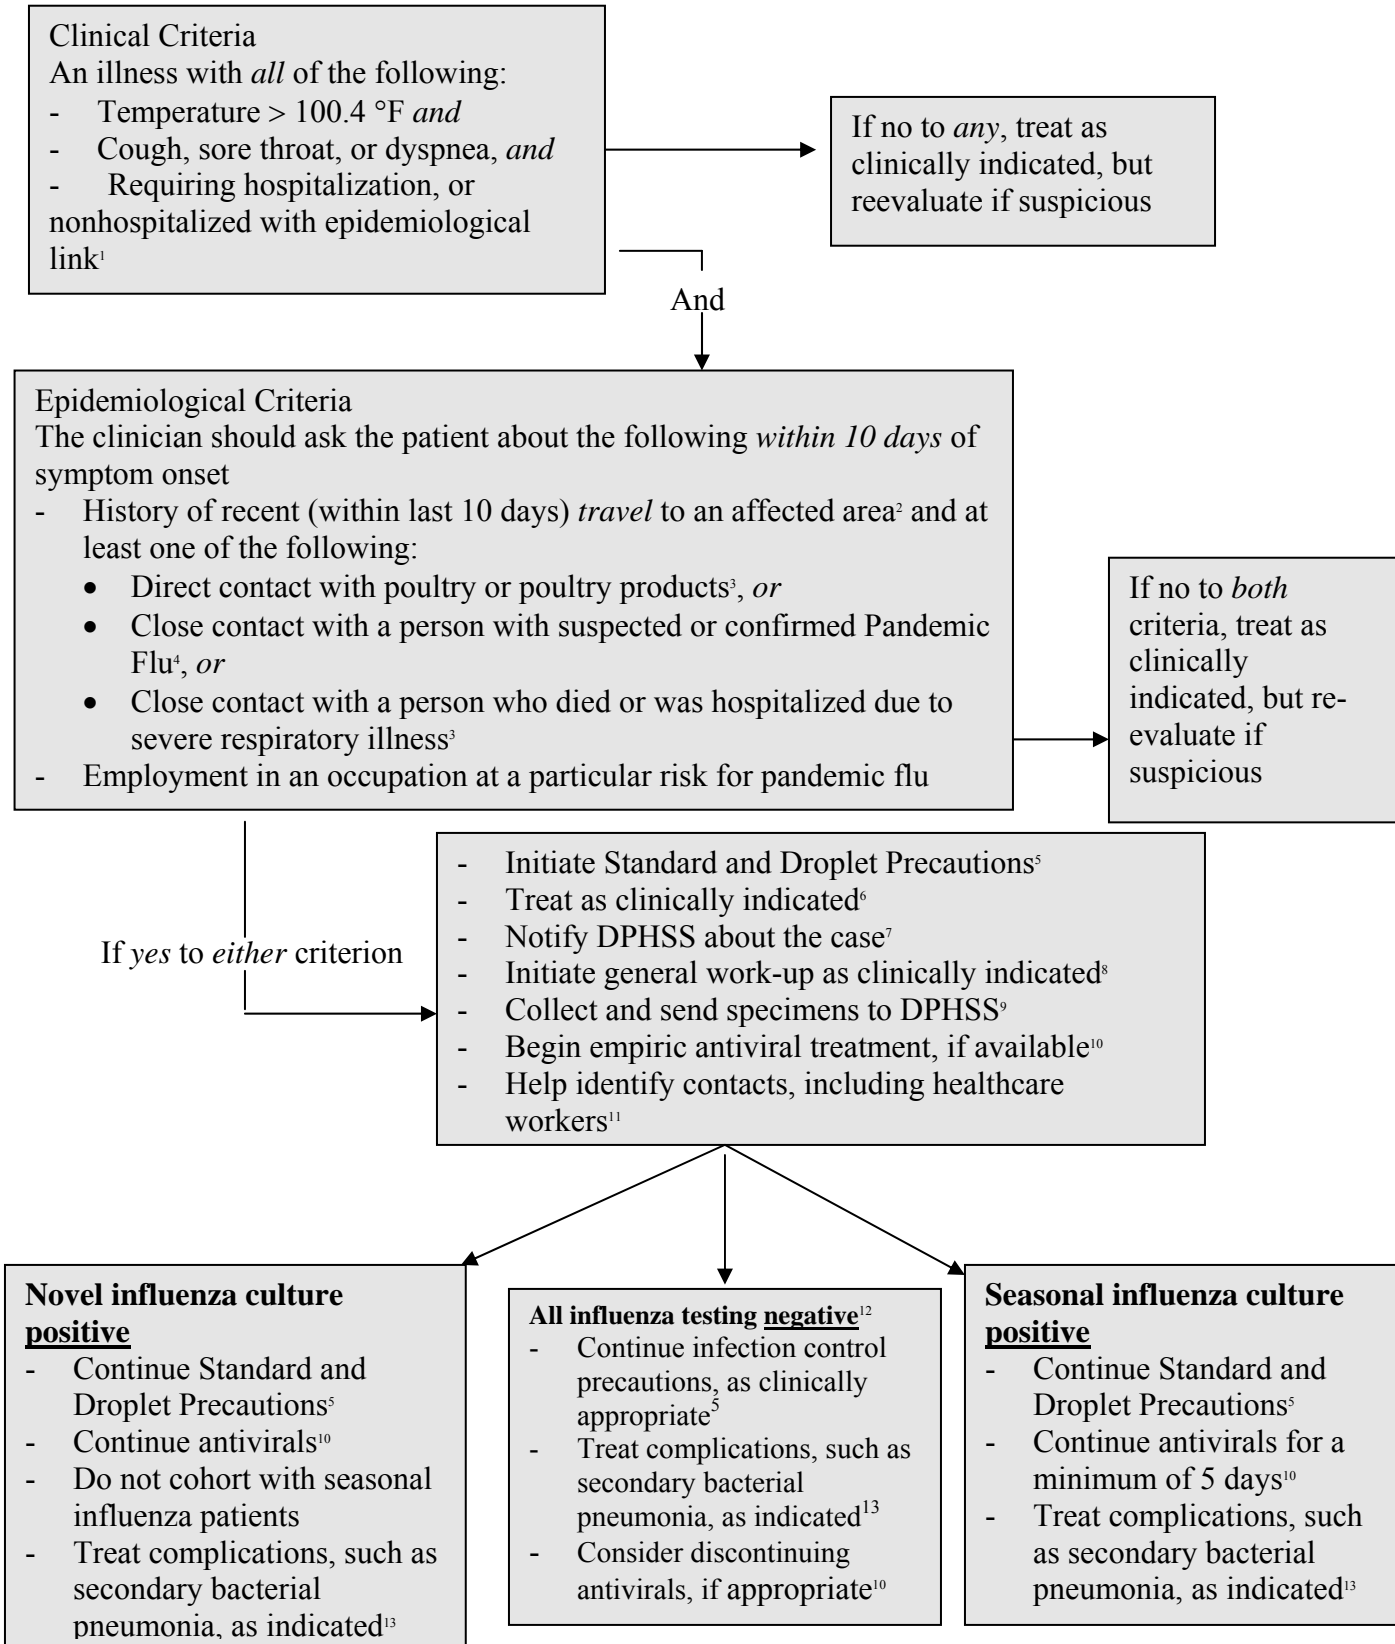 Clinical Criteria
An illness with all of the following:
- Temperature > 100.4 °F and
- Cough, sore throat, or dyspnea, and
- Requiring hospitalization, or
nonhospitalized with epidemiological
link¹
If no to any, treat as
clinically indicated, but
reevaluate if suspicious
And
Epidemiological Criteria
The clinician should ask the patient about the following within 10 days of
symptom onset
- History of recent (within last 10 days) travel to an affected area² and at
least one of the following:
• Direct contact with poultry or poultry products³, or
• Close contact with a person with suspected or confirmed Pandemic
Flu⁴, or
• Close contact with a person who died or was hospitalized due to
severe respiratory illness³
- Employment in an occupation at a particular risk for pandemic flu
If no to both
criteria, treat as
clinically
indicated, but re-
evaluate if
suspicious
If yes to either criterion
- Initiate Standard and Droplet Precautions⁵
- Treat as clinically indicated⁶
- Notify DPHSS about the case⁷
- Initiate general work-up as clinically indicated⁸
- Collect and send specimens to DPHSS⁹
- Begin empiric antiviral treatment, if available¹⁰
- Help identify contacts, including healthcare
workers¹¹
Novel influenza culture
positive
- Continue Standard and
Droplet Precautions⁵
- Continue antivirals¹⁰
- Do not cohort with seasonal
influenza patients
- Treat complications, such as
secondary bacterial
pneumonia, as indicated¹³
All influenza testing negative¹²
- Continue infection control
precautions, as clinically
appropriate⁵
- Treat complications, such as
secondary bacterial
pneumonia, as indicated¹³
- Consider discontinuing
antivirals, if appropriate¹⁰
Seasonal influenza culture
positive
- Continue Standard and
Droplet Precautions⁵
- Continue antivirals for a
minimum of 5 days¹⁰
- Treat complications, such
as secondary bacterial
pneumonia, as indicated¹³